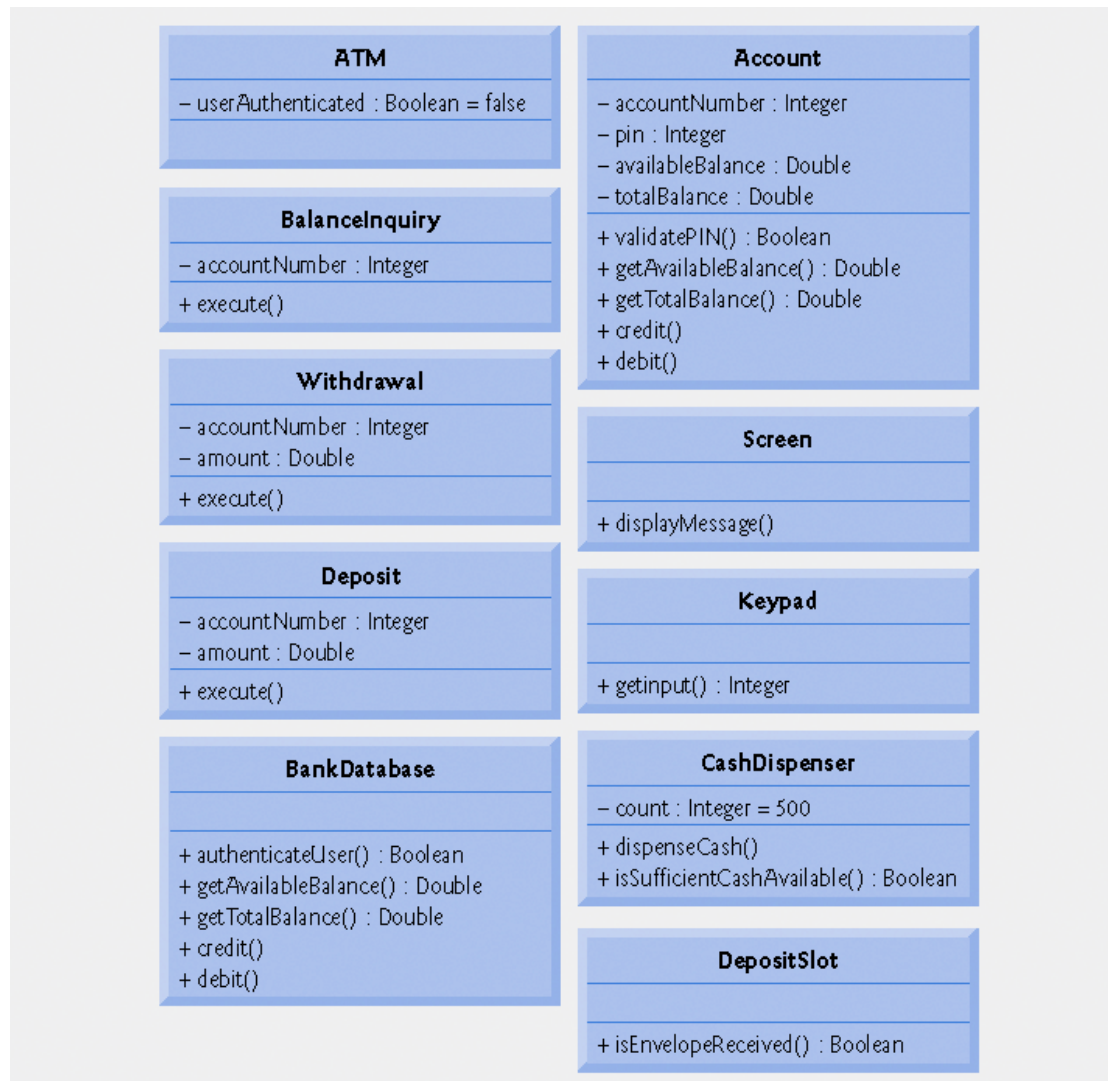 ATM
– userAuthenticated : Boolean = false
BalanceInquiry
– accountNumber : Integer
+ execute()
Withdrawal
– accountNumber : Integer
– amount : Double
+ execute()
Deposit
– accountNumber : Integer
– amount : Double
+ execute()
BankDatabase
+ authenticateUser() : Boolean
+ getAvailableBalance() : Double
+ getTotalBalance() : Double
+ credit()
+ debit()
Account
– accountNumber : Integer
– pin : Integer
– availableBalance : Double
– totalBalance : Double
+ validatePIN() : Boolean
+ getAvailableBalance() : Double
+ getTotalBalance() : Double
+ credit()
+ debit()
Screen
+ displayMessage()
Keypad
+ getinput() : Integer
CashDispenser
– count : Integer = 500
+ dispenseCash()
+ isSufficientCashAvailable() : Boolean
DepositSlot
+ isEnvelopeReceived() : Boolean